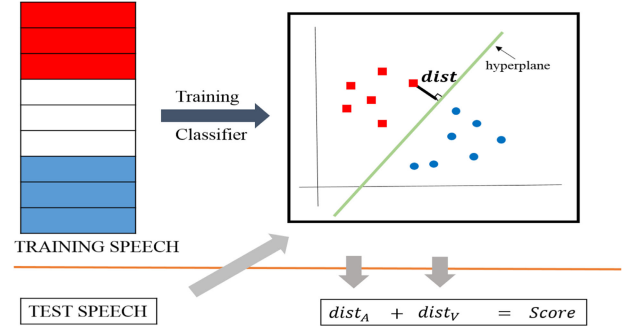 Training
Classifier
dist
hyperplane
TRAINING SPEECH
TEST SPEECH
dist_A + dist_V = Score